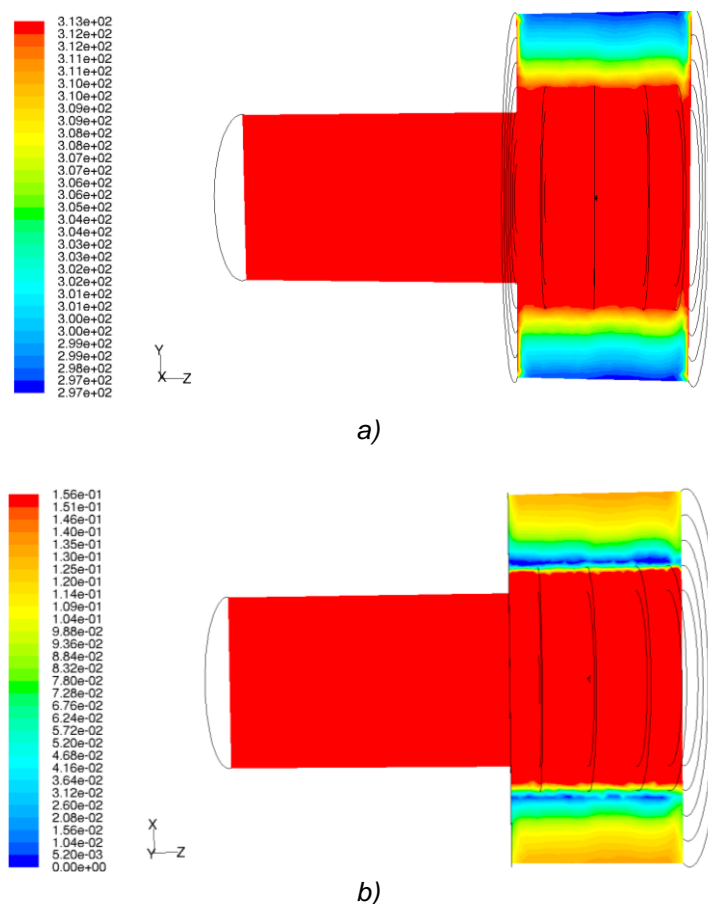 3.13e+02
3.12e+02
3.12e+02
3.11e+02
3.11e+02
3.10e+02
3.10e+02
3.09e+02
3.09e+02
3.08e+02
3.08e+02
3.07e+02
3.07e+02
3.06e+02
3.06e+02
3.05e+02
3.05e+02
3.04e+02
3.03e+02
3.03e+02
3.02e+02
3.02e+02
3.01e+02
3.01e+02
3.00e+02
3.00e+02
2.99e+02
2.99e+02
2.98e+02
2.97e+02
2.97e+02
Y
X Z
a)
1.56e-01
1.51e-01
1.46e-01
1.40e-01
1.35e-01
1.30e-01
1.25e-01
1.20e-01
1.14e-01
1.09e-01
1.04e-01
9.88e-02
9.36e-02
8.84e-02
8.32e-02
7.80e-02
7.28e-02
6.76e-02
6.24e-02
5.72e-02
5.20e-02
4.68e-02
4.16e-02
3.64e-02
3.12e-02
2.60e-02
2.08e-02
1.56e-02
1.04e-02
5.20e-03
0.00e+00
X
Y Z
b)